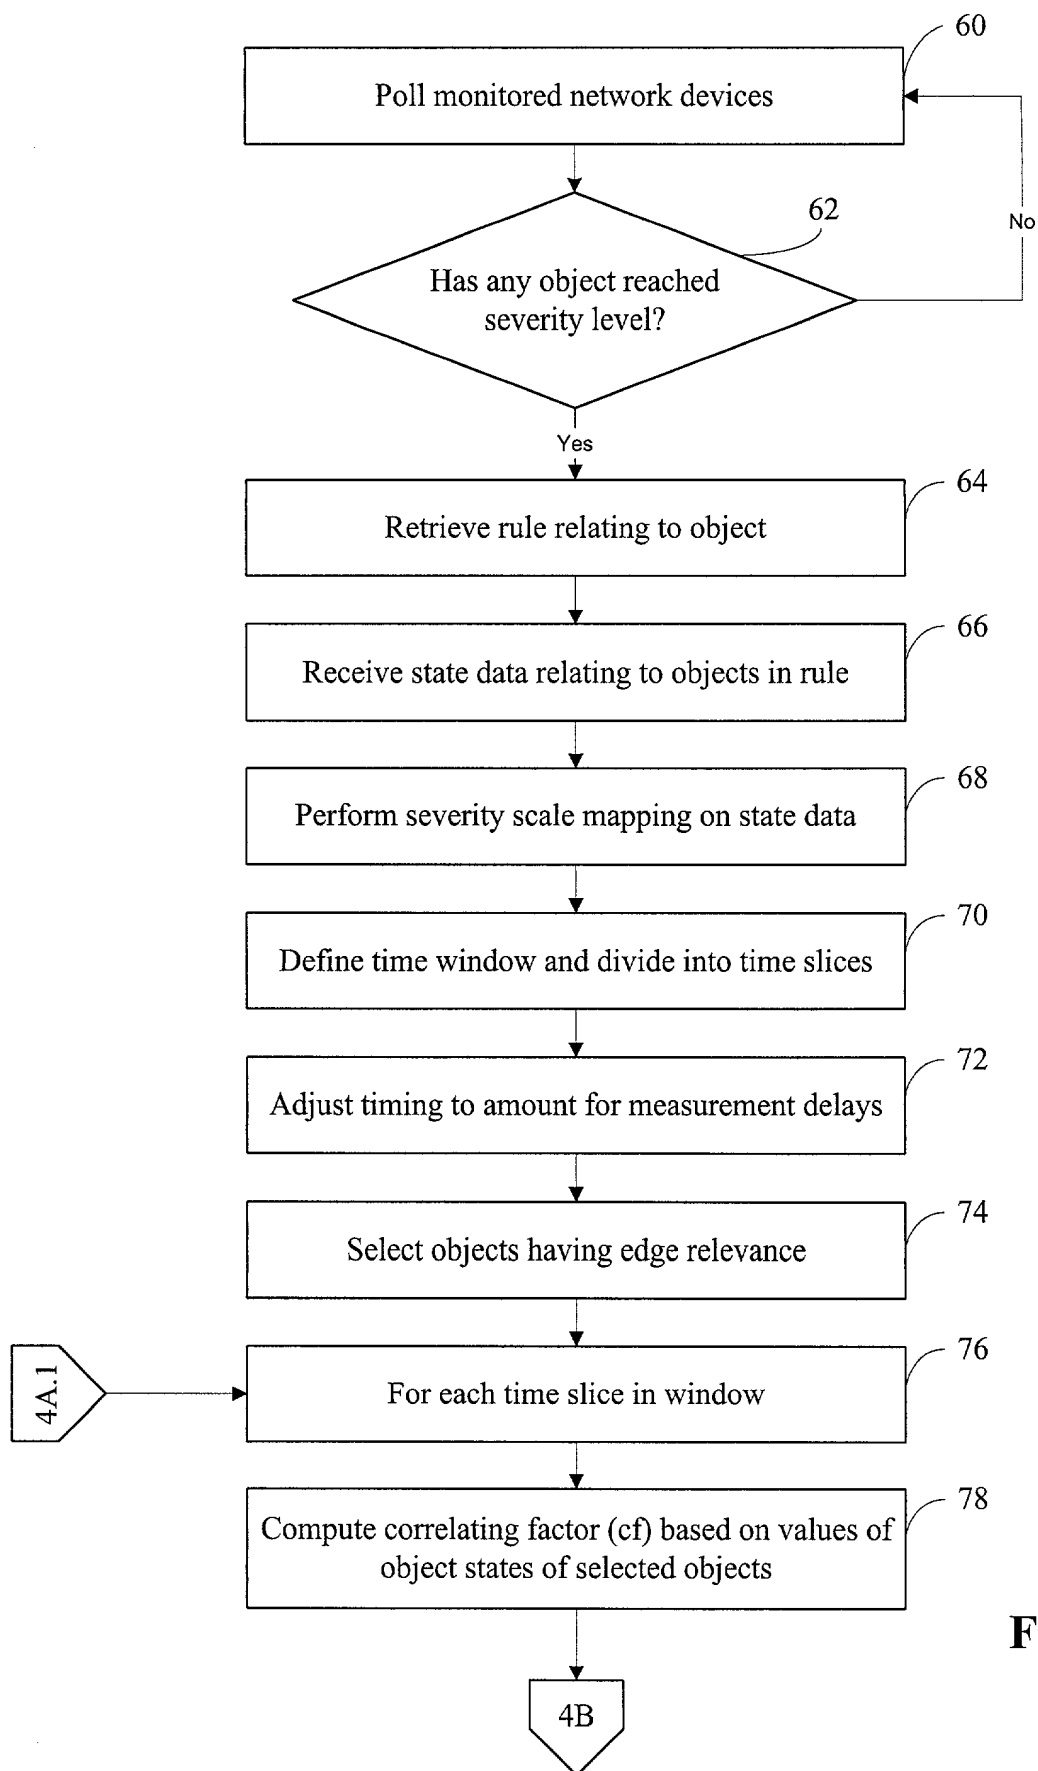 60
Poll monitored network devices
62
No
Has any object reached
severity level?
Yes
64
Retrieve rule relating to object
66
Receive state data relating to objects in rule
68
Perform severity scale mapping on state data
70
Define time window and divide into time slices
72
Adjust timing to amount for measurement delays
74
Select objects having edge relevance
76
4A.1
For each time slice in window
78
Compute correlating factor (cf) based on values of
object states of selected objects
F
4B